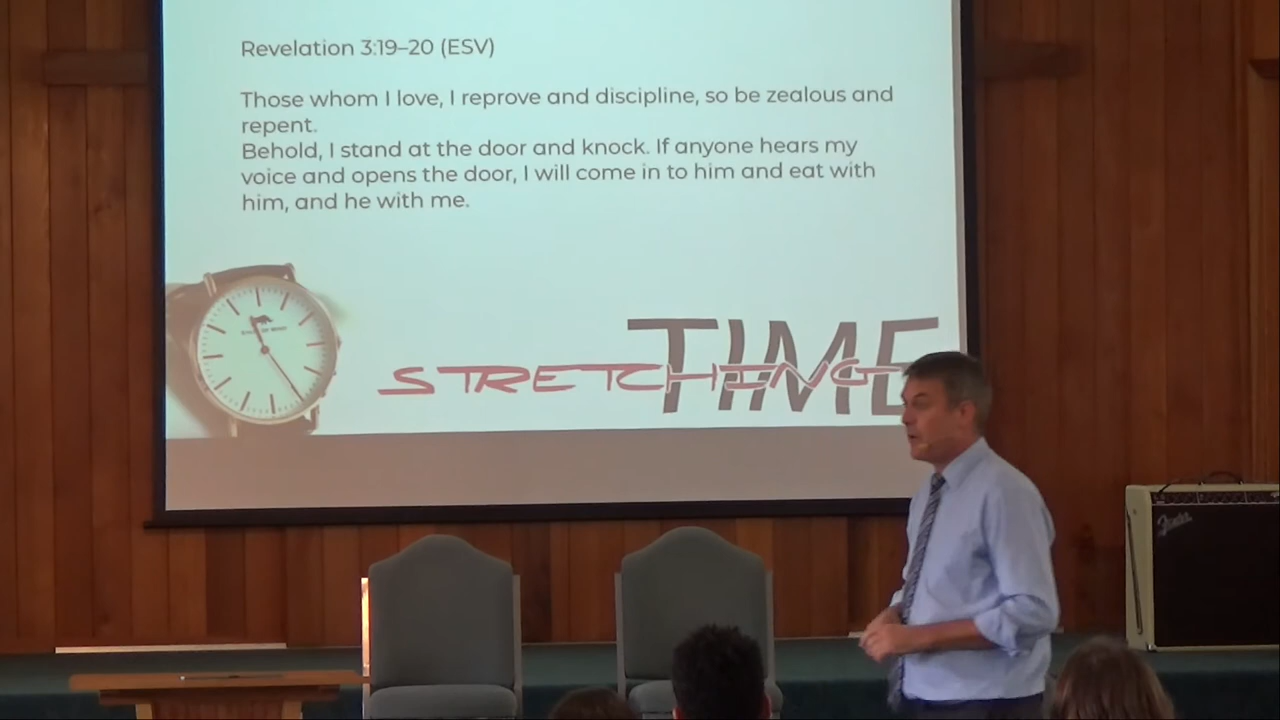 Revelation 3:19–20 (ESV)
Those whom I love, I reprove and discipline, so be zealous and
repent.
Behold, I stand at the door and knock. If anyone hears my
voice and opens the door, I will come in to him and eat with
him, and he with me.
TIME
STRETCHING
Fender